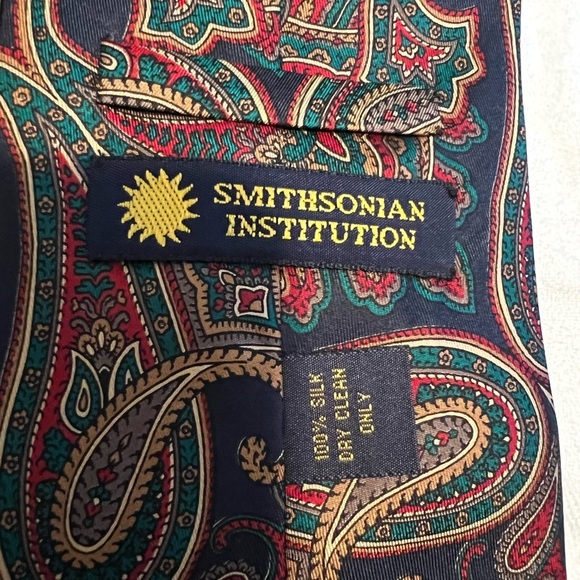 SMITHSONIAN
INSTITUTION
100% SILK
DRY CLEAN
ONLY